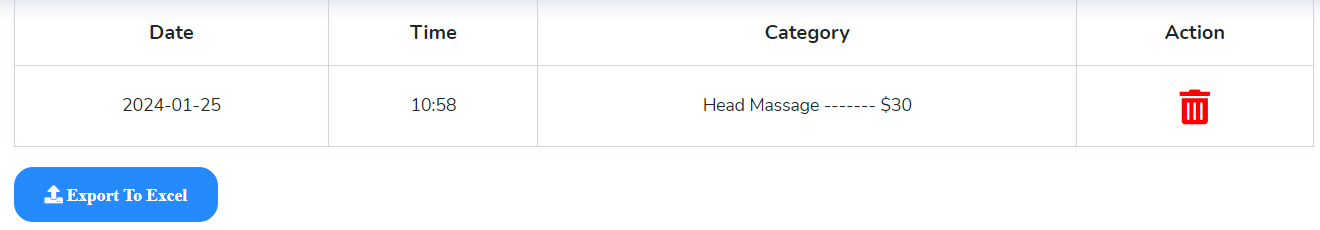 Date Time Category Action
2024-01-25 10:58 Head Massage ------- $30
Export To Excel